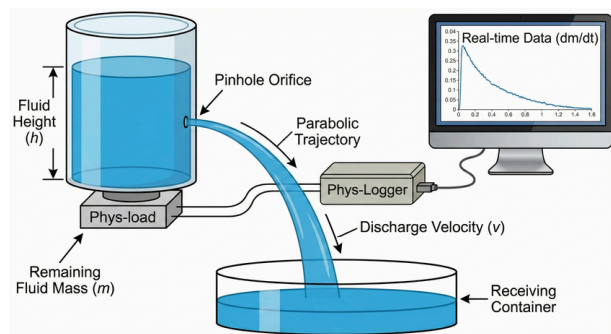 Fluid
Height
(h)
Pinhole Orifice
Parabolic
Trajectory
Real-time Data (dm/dt)
0.04
0.35
0.3
0.25
0.2
0.15
0.1
0.05
0
0
0.2
0.4
0.6
0.8
1
1.2
1.4
1.6
Phys-load
Phys-Logger
Discharge Velocity (v)
Remaining
Fluid Mass (m)
Receiving
Container